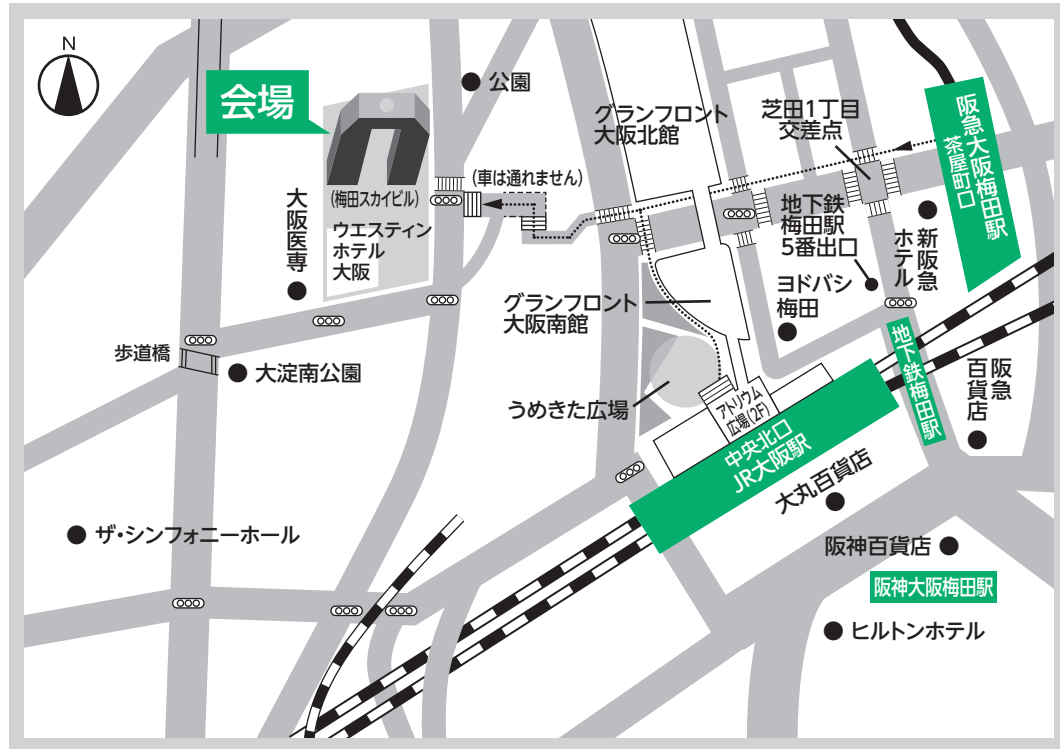 N
会場
公園
グランフロント
大阪北館
芝田1丁目
交差点
阪急大阪梅田駅
茶屋町口
(車は通れません)
(梅田スカイビル)
ウエスティン
ホテル
大阪
大阪医専
地下鉄
梅田駅
5番出口
新阪急
ホテル
ヨドバシ
梅田
グランフロント
大阪南館
歩道橋
大淀南公園
うめきた広場
アトリウム
広場(2F)
地下鉄梅田駅
阪急
百貨店
中央北口
JR大阪駅
大丸百貨店
ザ・シンフォニーホール
阪神百貨店
阪神大阪梅田駅
ヒルトンホテル